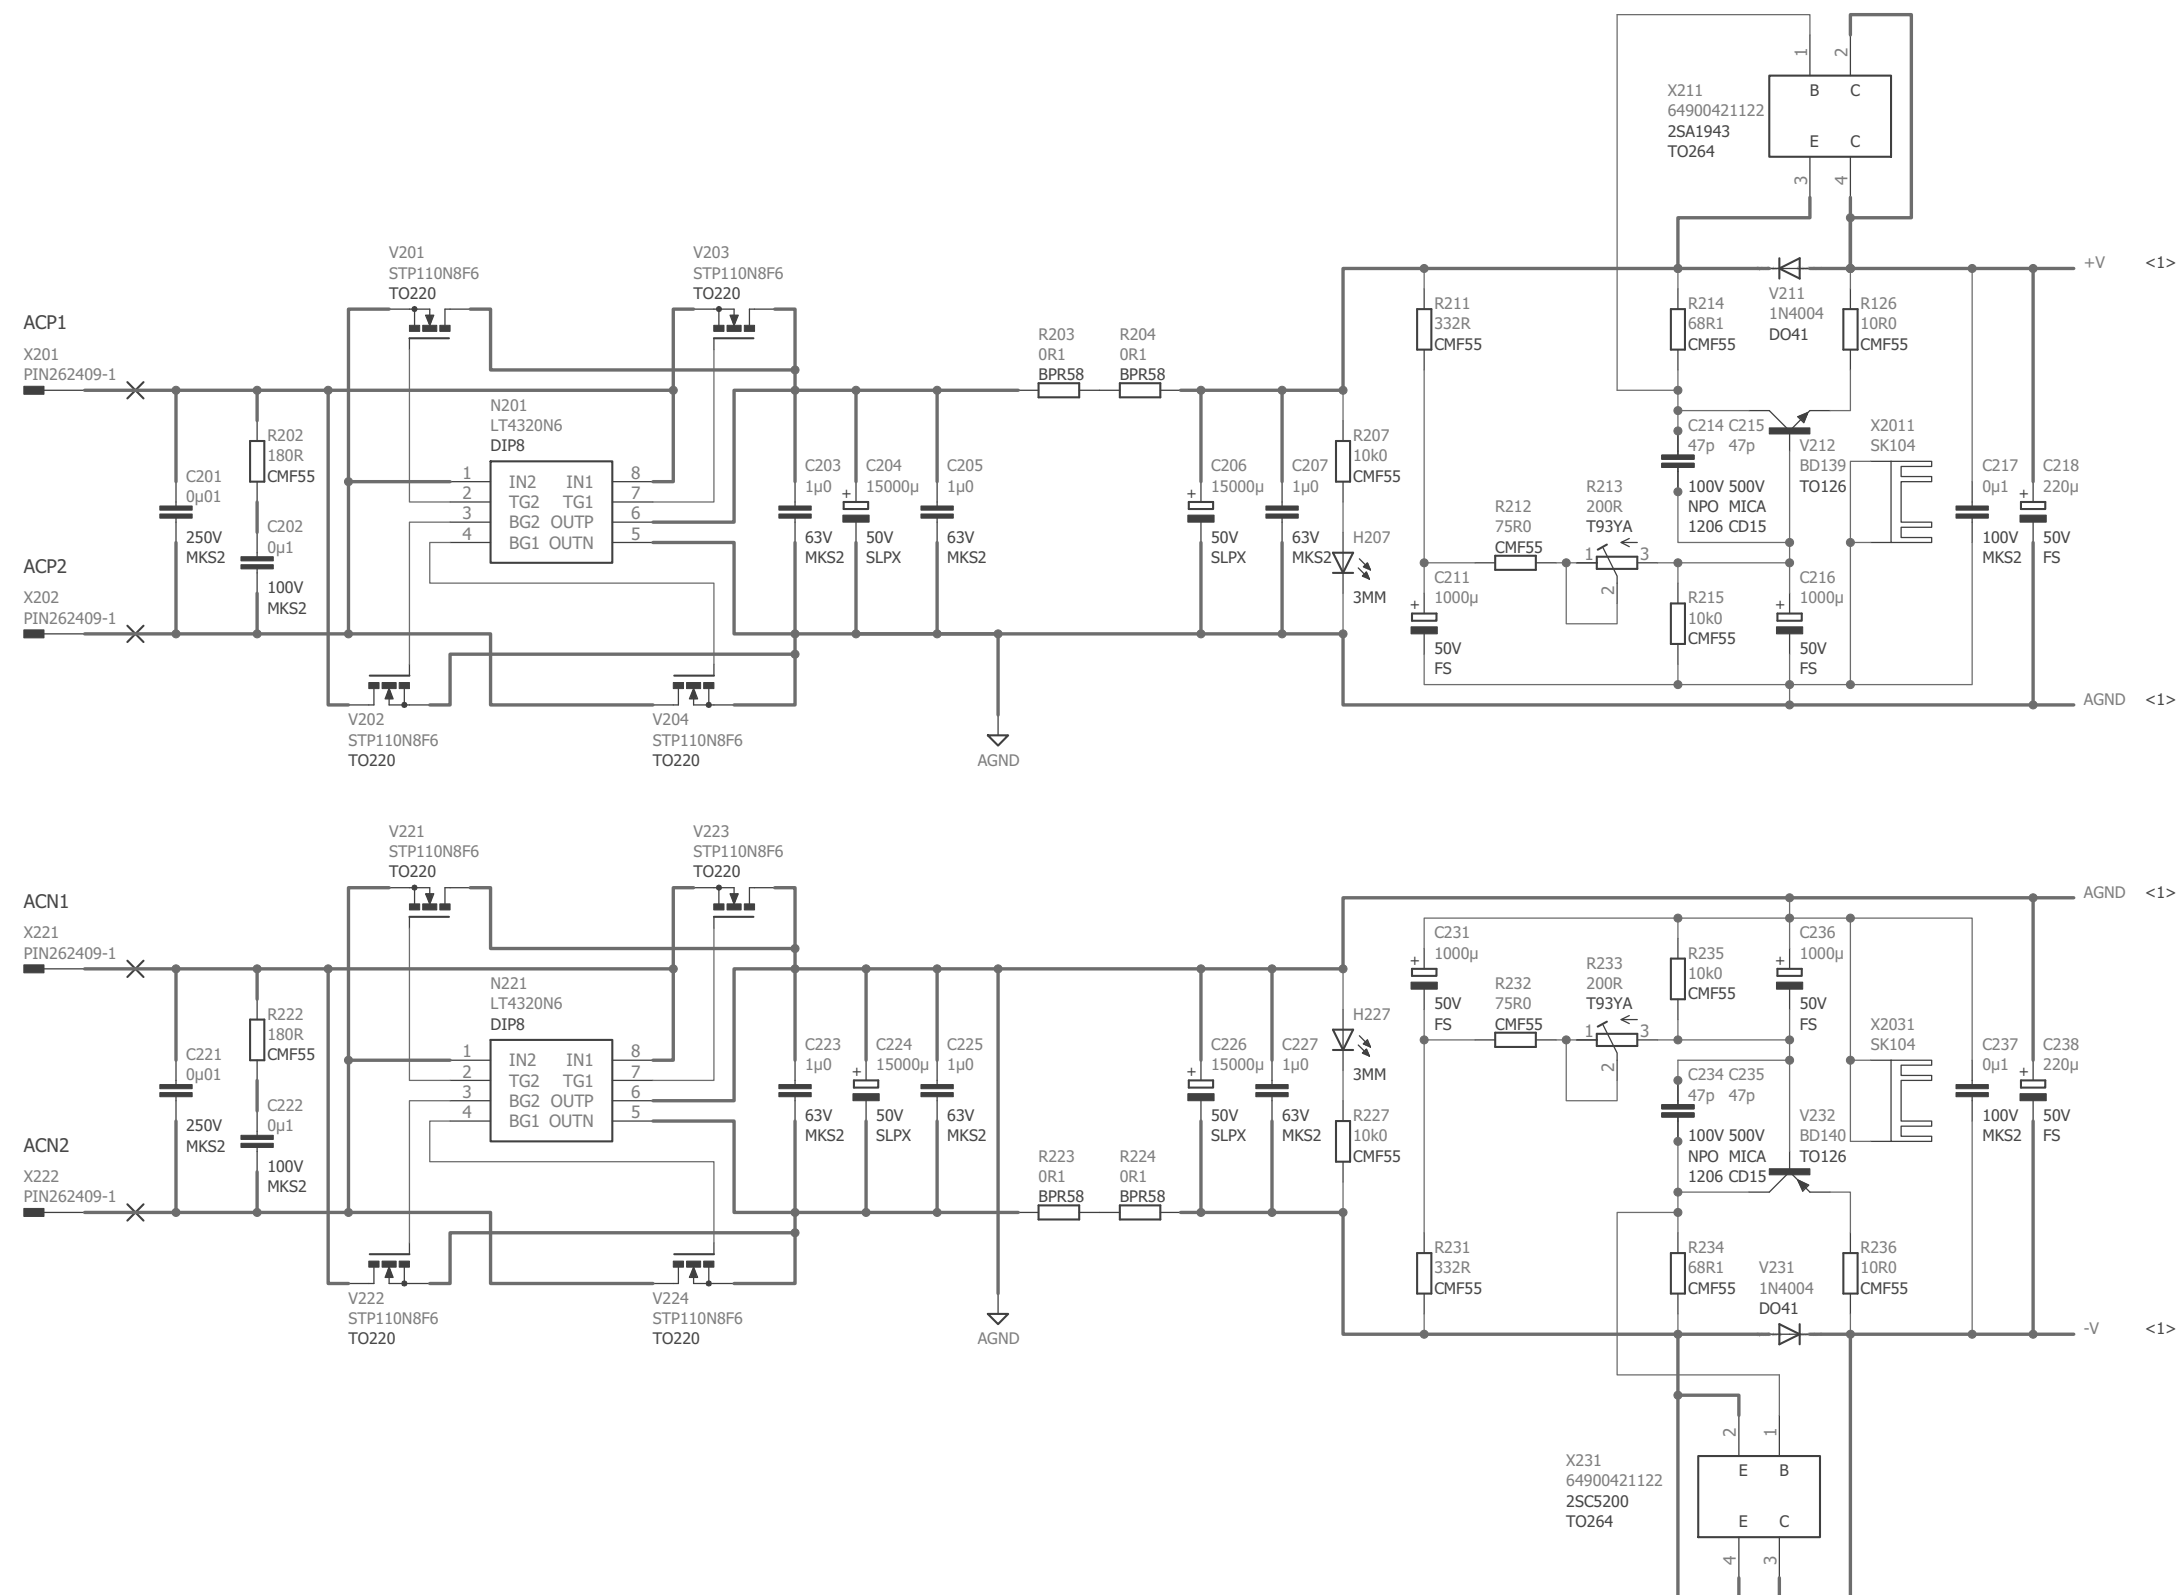 1
2
X211
64900421122
2SA1943
TO264
B C
E C
3
4
V201
STP110N8F6
TO220
V203
STP110N8F6
TO220
+V <1>
ACP1
X201
PIN262409-1
R203
0R1
BPR58
R204
0R1
BPR58
R211
332R
CMF55
R214
68R1
CMF55
V211
1N4004
DO41
R126
10R0
CMF55
N201
LT4320N6
DIP8
1 IN2 IN1 8
2 TG2 TG1 7
3 BG2 OUTP 6
4 BG1 OUTN 5
C201
0µ01
250V
MKS2
R202
180R
CMF55
C202
0µ1
100V
MKS2
C203
1µ0
63V
MKS2
C204
15000µ
+
50V
SLPX
C205
1µ0
63V
MKS2
C206
15000µ
+
50V
SLPX
C207
1µ0
63V
MKS2
R207
10k0
CMF55
H207
3MM
C214 C215
47p 47p
100V 500V
NPO MICA
1206 CD15
V212
BD139
TO126
X2011
SK104
C217
0µ1
100V
MKS2
C218
220µ
+
50V
FS
R212
75R0
CMF55
R213
200R
T93YA
1 3
2
C211
1000µ
+
50V
FS
R215
10k0
CMF55
C216
1000µ
+
50V
FS
ACP2
X202
PIN262409-1
V202
STP110N8F6
TO220
V204
STP110N8F6
TO220
AGND
AGND <1>
V221
STP110N8F6
TO220
V223
STP110N8F6
TO220
AGND <1>
ACN1
X221
PIN262409-1
N221
LT4320N6
DIP8
1 IN2 IN1 8
2 TG2 TG1 7
3 BG2 OUTP 6
4 BG1 OUTN 5
C221
0µ01
250V
MKS2
R222
180R
CMF55
C222
0µ1
100V
MKS2
C223
1µ0
63V
MKS2
C224
15000µ
+
50V
SLPX
C225
1µ0
63V
MKS2
C226
15000µ
+
50V
SLPX
C227
1µ0
63V
MKS2
H227
3MM
R227
10k0
CMF55
C231
1000µ
+
50V
FS
R232
75R0
CMF55
R233
200R
T93YA
1 3
2
R235
10k0
CMF55
C236
1000µ
+
50V
FS
C234 C235
47p 47p
100V 500V
NPO MICA
1206 CD15
V232
BD140
TO126
X2031
SK104
C237
0µ1
100V
MKS2
C238
220µ
+
50V
FS
ACN2
X222
PIN262409-1
R223
0R1
BPR58
R224
0R1
BPR58
V222
STP110N8F6
TO220
V224
STP110N8F6
TO220
AGND
R231
332R
CMF55
R234
68R1
CMF55
V231
1N4004
DO41
R236
10R0
CMF55
-V <1>
2
1
X231
64900421122
2SC5200
TO264
E B
E C
4
3